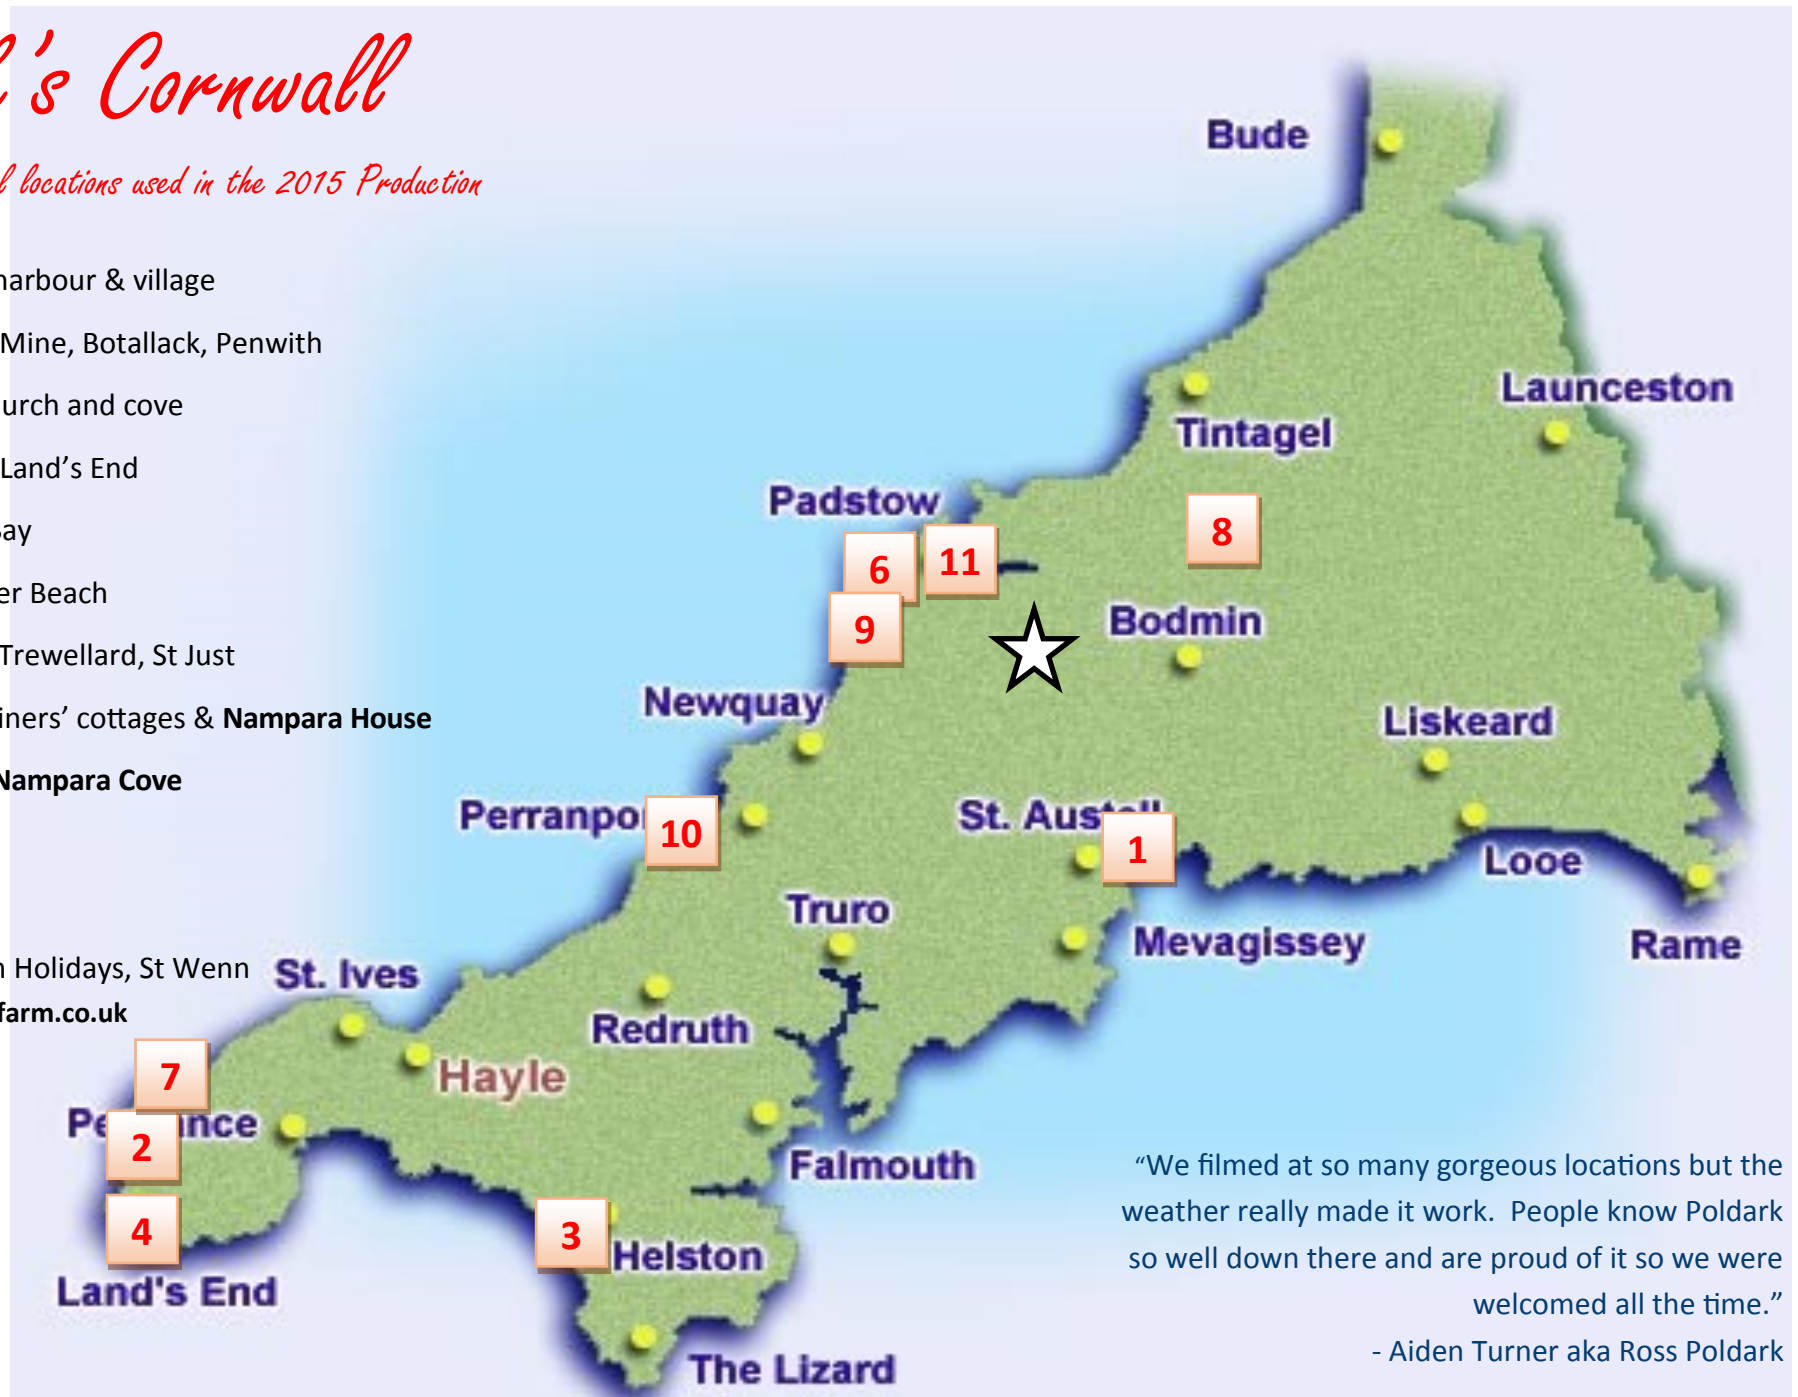 's Cornwall
locations used in the 2015 Production
harbour & village
Mine, Botallack, Penwith
urch and cove
Land's End
Bay
er Beach
Trewellard, St Just
iners' cottages & Nampara House
Nampara Cove
Holidays, St Wenn
farm.co.uk
Bude
Launceston
Tintagel
Padstow
8
6
11
9
Bodmin
Newquay
Liskeard
Perranpo
10
St. Austell
1
Looe
Truro
Mevagissey
Rame
St. Ives
Redruth
7
Hayle
Pe
nce
2
Falmouth
4
3
Helston
Land's End
The Lizard
“We filmed at so many gorgeous locations but the
weather really made it work. People know Poldark
so well down there and are proud of it so we were
welcomed all the time.”
- Aiden Turner aka Ross Poldark